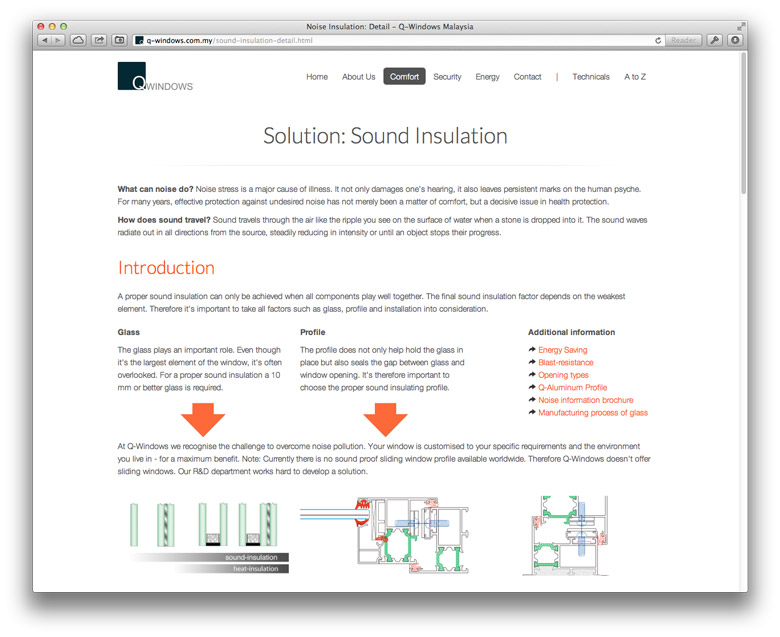 Noise Insulation: Detail – Q-Windows Malaysia
q-windows.com.my/sound-insulation-detail.html
Reader
QWINDOWS
Home About Us Comfort Security Energy Contact | Technicals A to Z
Solution: Sound Insulation
What can noise do? Noise stress is a major cause of illness. It not only damages one's hearing, it also leaves persistent marks on the human psyche.
For many years, effective protection against undesired noise has not merely been a matter of comfort, but a decisive issue in health protection.
How does sound travel? Sound travels through the air like the ripple you see on the surface of water when a stone is dropped into it. The sound waves
radiate out in all directions from the source, steadily reducing in intensity or until an object stops their progress.
Introduction
A proper sound insulation can only be achieved when all components play well together. The final sound insulation factor depends on the weakest
element. Therefore it's important to take all factors such as glass, profile and installation into consideration.
Glass
The glass plays an important role. Even though
it's the largest element of the window, it's often
overlooked. For a proper sound insulation a 10
mm or better glass is required.
Profile
The profile does not only help hold the glass in
place but also seals the gap between glass and
window opening. It's therefore important to
choose the proper sound insulating profile.
Additional information
Energy Saving
Blast-resistance
Opening types
Q-Aluminum Profile
Noise information brochure
Manufacturing process of glass
At Q-Windows we recognise the challenge to overcome noise pollution. Your window is customised to your specific requirements and the environment
you live in - for a maximum benefit. Note: Currently there is no sound proof sliding window profile available worldwide. Therefore Q-Windows doesn't offer
sliding windows. Our R&D department works hard to develop a solution.
sound-insulation
heat-insulation